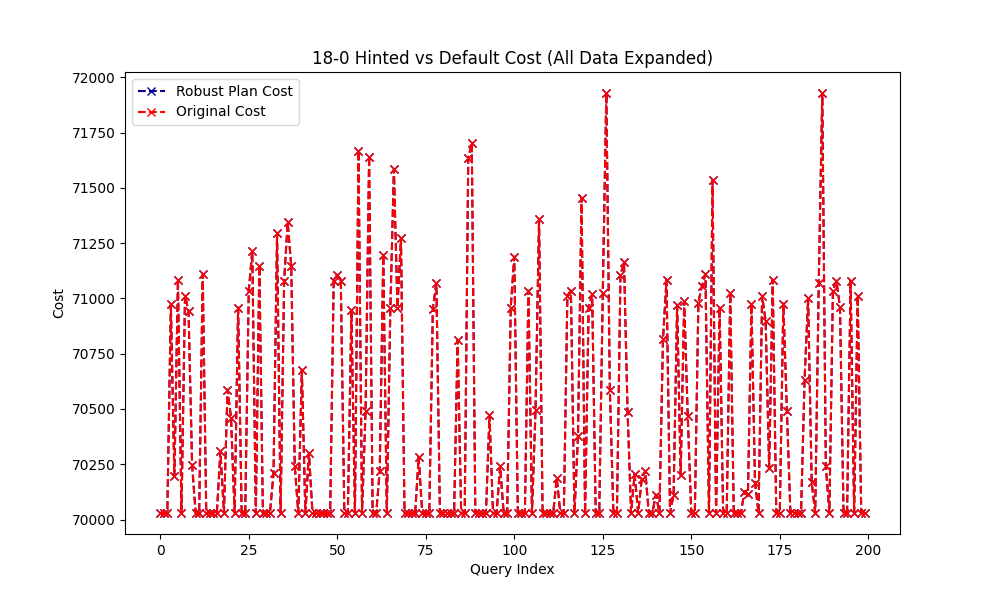 18-0 Hinted vs Default Cost (All Data Expanded)
Robust Plan Cost
Original Cost
Cost
72000
71750
71500
71250
71000
70750
70500
70250
70000
0 25 50 75 100 125 150 175 200
Query Index